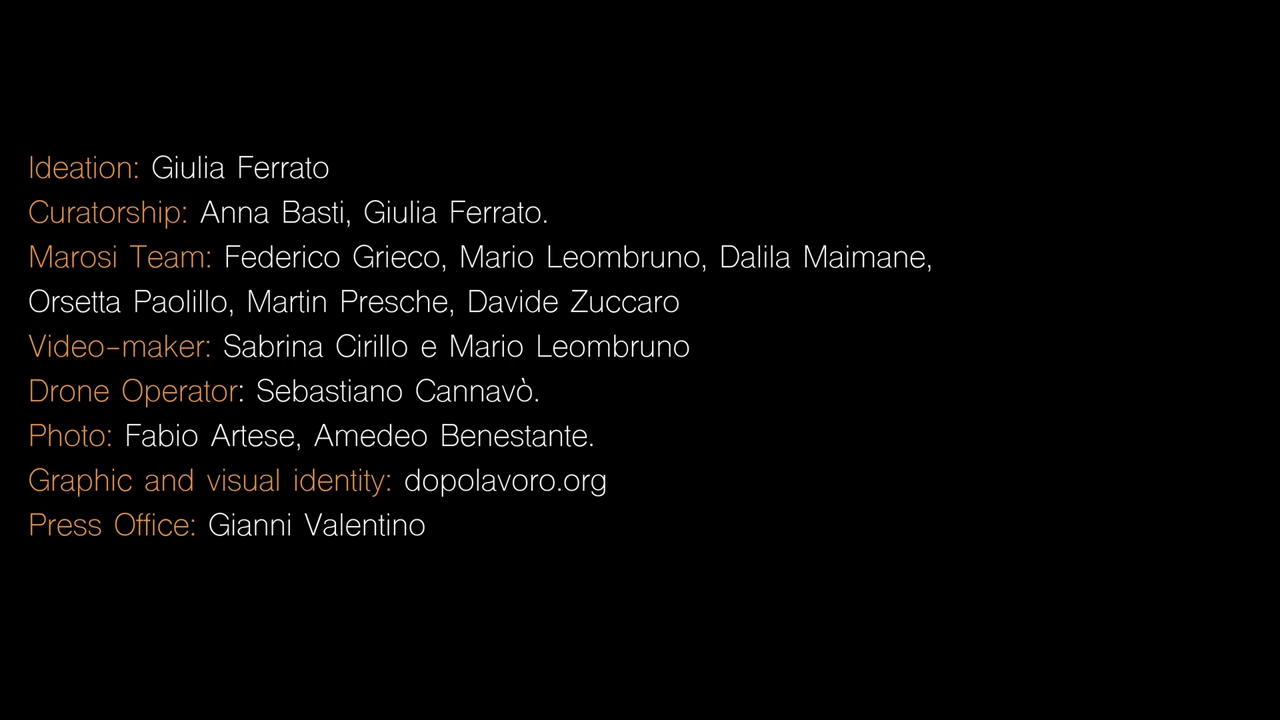 Ideation: Giulia Ferrato
Curatorship: Anna Basti, Giulia Ferrato.
Marosi Team: Federico Grieco, Mario Leombruno, Dalila Maimane,
Orsetta Paolillo, Martin Presche, Davide Zuccaro
Video-maker: Sabrina Cirillo e Mario Leombruno
Drone Operator: Sebastiano Cannavò.
Photo: Fabio Artese, Amedeo Benestante.
Graphic and visual identity: dopolavoro.org
Press Office: Gianni Valentino